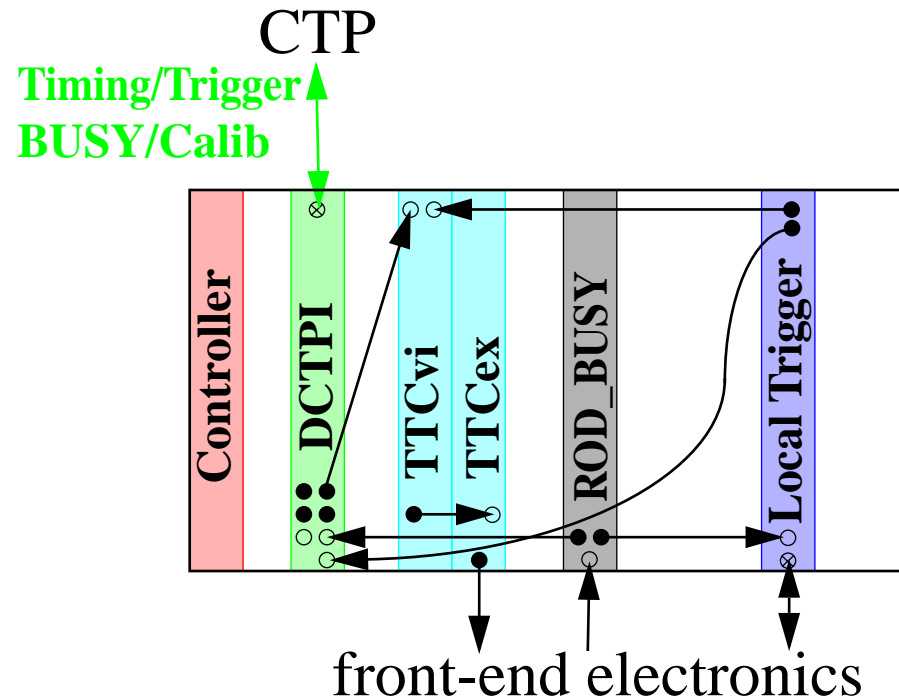 CTP
Timing/Trigger
BUSY/Calib
Controller
DCTPI
TTCvi
TTCex
ROD_BUSY
Local Trigger
front-end electronics